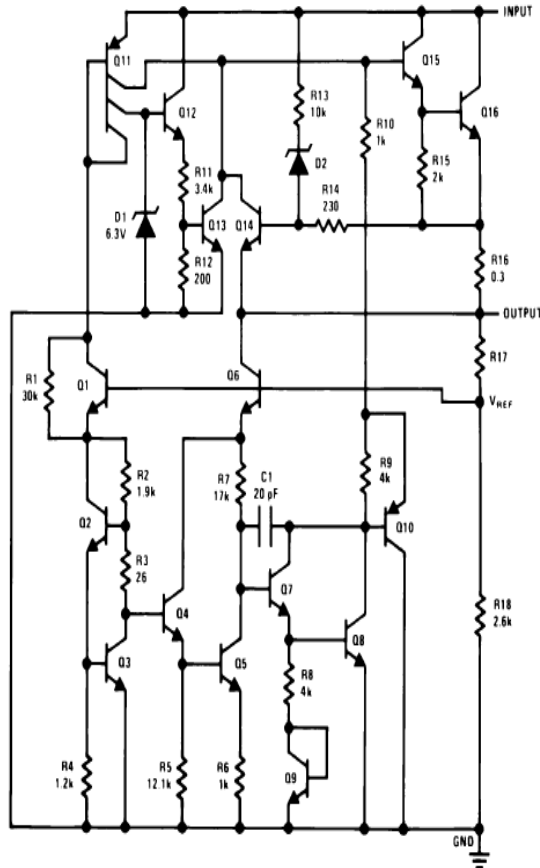 INPUT
Q11
Q15
Q12
Q16
R13
10k
R10
1k
D2
R15
2k
R11
3.4k
R14
230
D1
6.3V
Q13
Q14
R12
200
R16
0.3
OUTPUT
R17
R1
30k
Q1
Q6
VREF
R2
1.9k
R7
17k
C1
20 pF
R9
4k
Q2
Q10
R3
26
Q4
Q7
R18
2.6k
Q3
Q5
Q8
R8
4k
R4
1.2k
R5
12.1k
R6
1k
Q9
GND